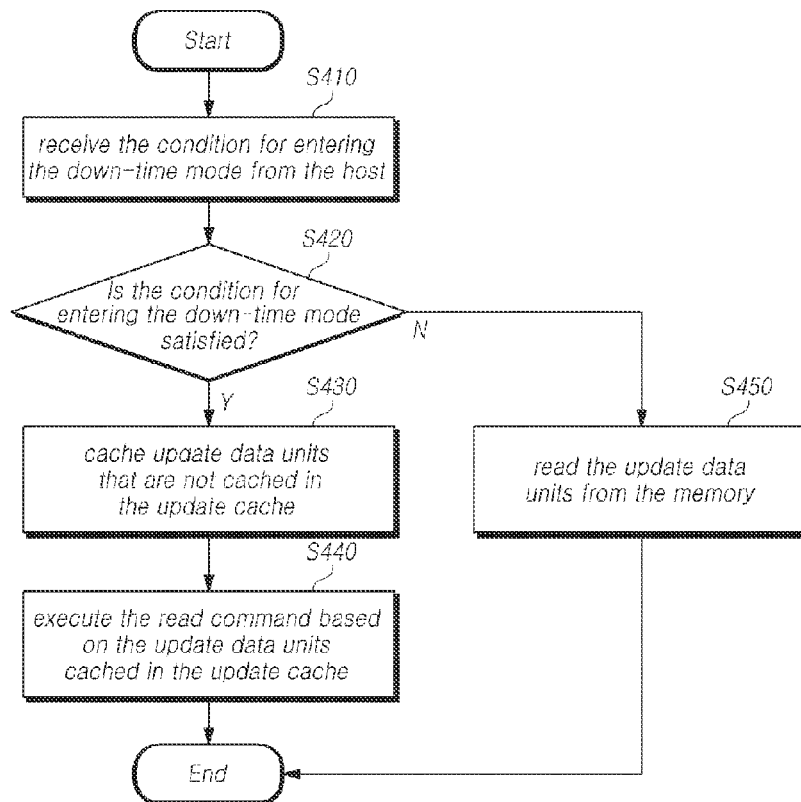 Start
S410
receive the condition for entering
the down-time mode from the host
S420
Is the condition for
entering the down-time mode
satisfied?
N
Y
S430
S450
cache update data units
that are not cached in
the update cache
read the update data
units from the memory
S440
execute the read command based
on the update data units
cached in the update cache
End